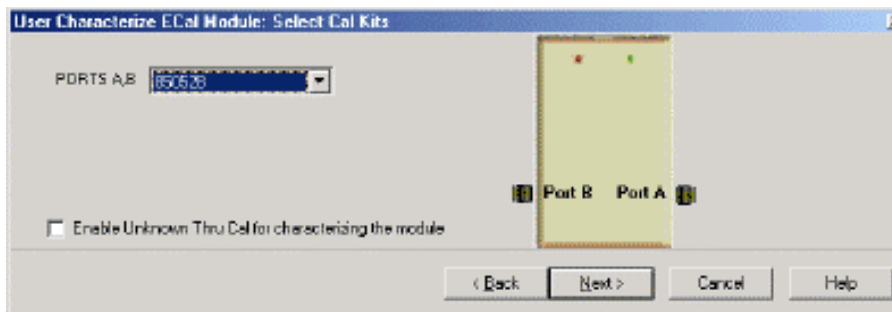 User Characterize ECal Module: Select Cal Kits
PORTS A,B 85052B
Port B Port A
Enable Unknown Thru Cal for characterizing the module
< Back Next > Cancel Help